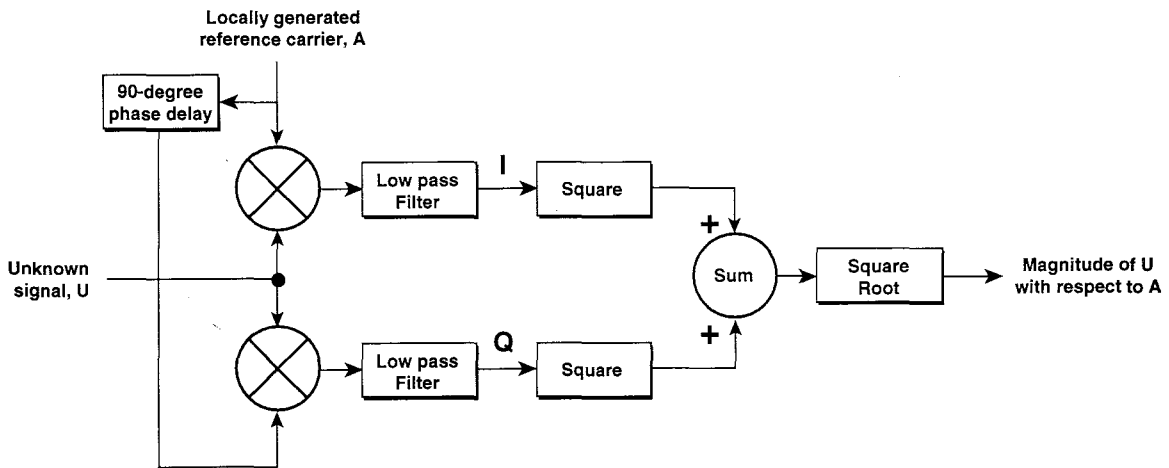 Locally generated
reference carrier, A
90-degree
phase delay
Low pass
Filter
I
Square
+
Unknown
signal, U
Sum
Square
Root
Magnitude of U
with respect to A
+
Low pass
Filter
Q
Square